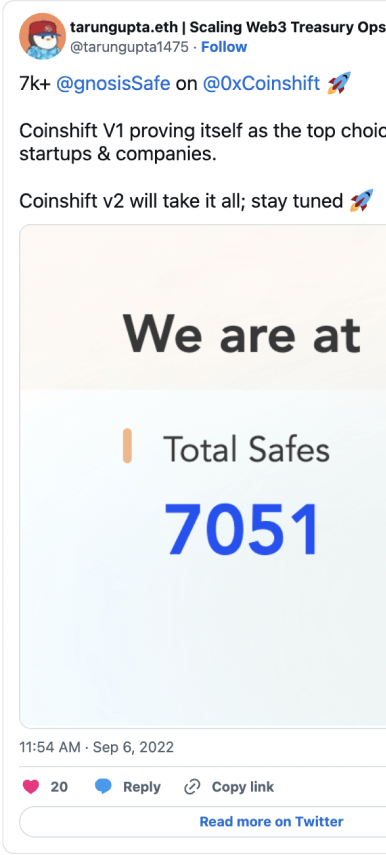 tarungupta.eth | Scaling Web3 Treasury Ops
@tarungupta1475 · Follow
7k+ @gnosisSafe on @0xCoinshift 🚀
Coinshift V1 proving itself as the top choic
startups & companies.
Coinshift v2 will take it all; stay tuned 🚀
We are at
Total Safes
7051
11:54 AM · Sep 6, 2022
20 Reply Copy link
Read more on Twitter